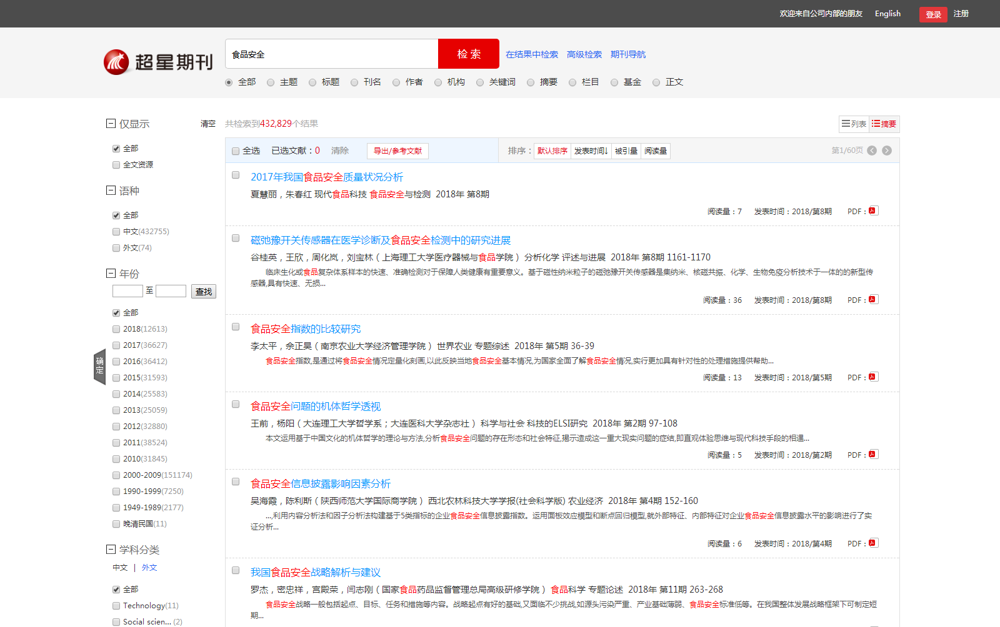 欢迎来自公司内部的朋友 English 登录 注册
超星期刊
食品安全 检 索 在结果中检索 高级检索 期刊导航
全部 主题 标题 刊名 作者 机构 关键词 摘要 栏目 基金 正文
仅显示 清空
全部
全文资源
语种
全部
中文(432755)
外文(74)
年份
至 查找
全部
2018(12613)
2017(36627)
2016(36412)
2015(31593)
2014(25583)
2013(25059)
2012(32880)
2011(38524)
2010(31845)
2000-2009(151174)
1990-1999(7250)
1949-1989(2177)
晚清民国(11)
确定
学科分类
中文 | 外文
全部
Technology(11)
Social scien... (2)
共检索到432,829个结果 列表 摘要
全选 已选文献：0 清除 导出/参考文献 排序： 默认排序 发表时间↓ 被引量 阅读量 第1/60页
2017年我国食品安全质量状况分析
夏慧丽，朱春红 现代食品科技 食品安全与检测 2018年 第8期
阅读量：7 发表时间：2018/第8期 PDF：
磁弛豫开关传感器在医学诊断及食品安全检测中的研究进展
谷桂英，王欣，周化岚，刘宝林（上海理工大学医疗器械与食品学院） 分析化学 评述与进展 2018年 第8期 1161-1170
临床生化或食品复杂体系样本的快速、准确检测对于保障人类健康有重要意义。基于磁性纳米粒子的磁弛豫开关传感器是集纳米、核磁共振、化学、生物免疫分析技术于一体的的新型传
感器,具有快速、无损...
阅读量：36 发表时间：2018/第8期 PDF：
食品安全指数的比较研究
李太平，佘正昊（南京农业大学经济管理学院） 世界农业 专题综述 2018年 第5期 36-39
食品安全指数,是通过将食品安全情况定量化刻画,以此反映当地食品安全基本情况,为国家全面了解食品安全情况,实行更加具有针对性的处理措施提供帮助...
阅读量：13 发表时间：2018/第5期 PDF：
食品安全问题的机体哲学透视
王前，杨阳（大连理工大学哲学系；大连医科大学杂志社） 科学与社会 科技的ELSI研究 2018年 第2期 97-108
本文运用基于中国文化的机体哲学的理论与方法,分析食品安全问题的存在形态和社会特征,揭示造成这一重大现实问题的症结,即直观体验思维与现代科技手段的相遇...
阅读量：5 发表时间：2018/第2期 PDF：
食品安全信息披露影响因素分析
吴海霞，陈利斯（陕西师范大学国际商学院） 西北农林科技大学学报(社会科学版) 农业经济 2018年 第4期 152-160
...,利用内容分析法和因子分析法构建基于5类指标的企业食品安全信息披露指数。运用面板效应模型和断点回归模型,就外部特征、内部特征对企业食品安全信息披露水平的影响进行了实
证分析...
阅读量：6 发表时间：2018/第4期 PDF：
我国食品安全战略解析与建议
罗杰，密忠祥，宫殿荣，闫志刚（国家食品药品监督管理总局高级研修学院） 食品科学 专题论述 2018年 第11期 263-268
食品安全战略一般包括起点、目标、任务和措施等内容。战略起点有好的基础,又面临不少挑战,如源头污染严重、产业基础薄弱、食品安全标准低等。在我国整体发展战略框架下可制定短
期...